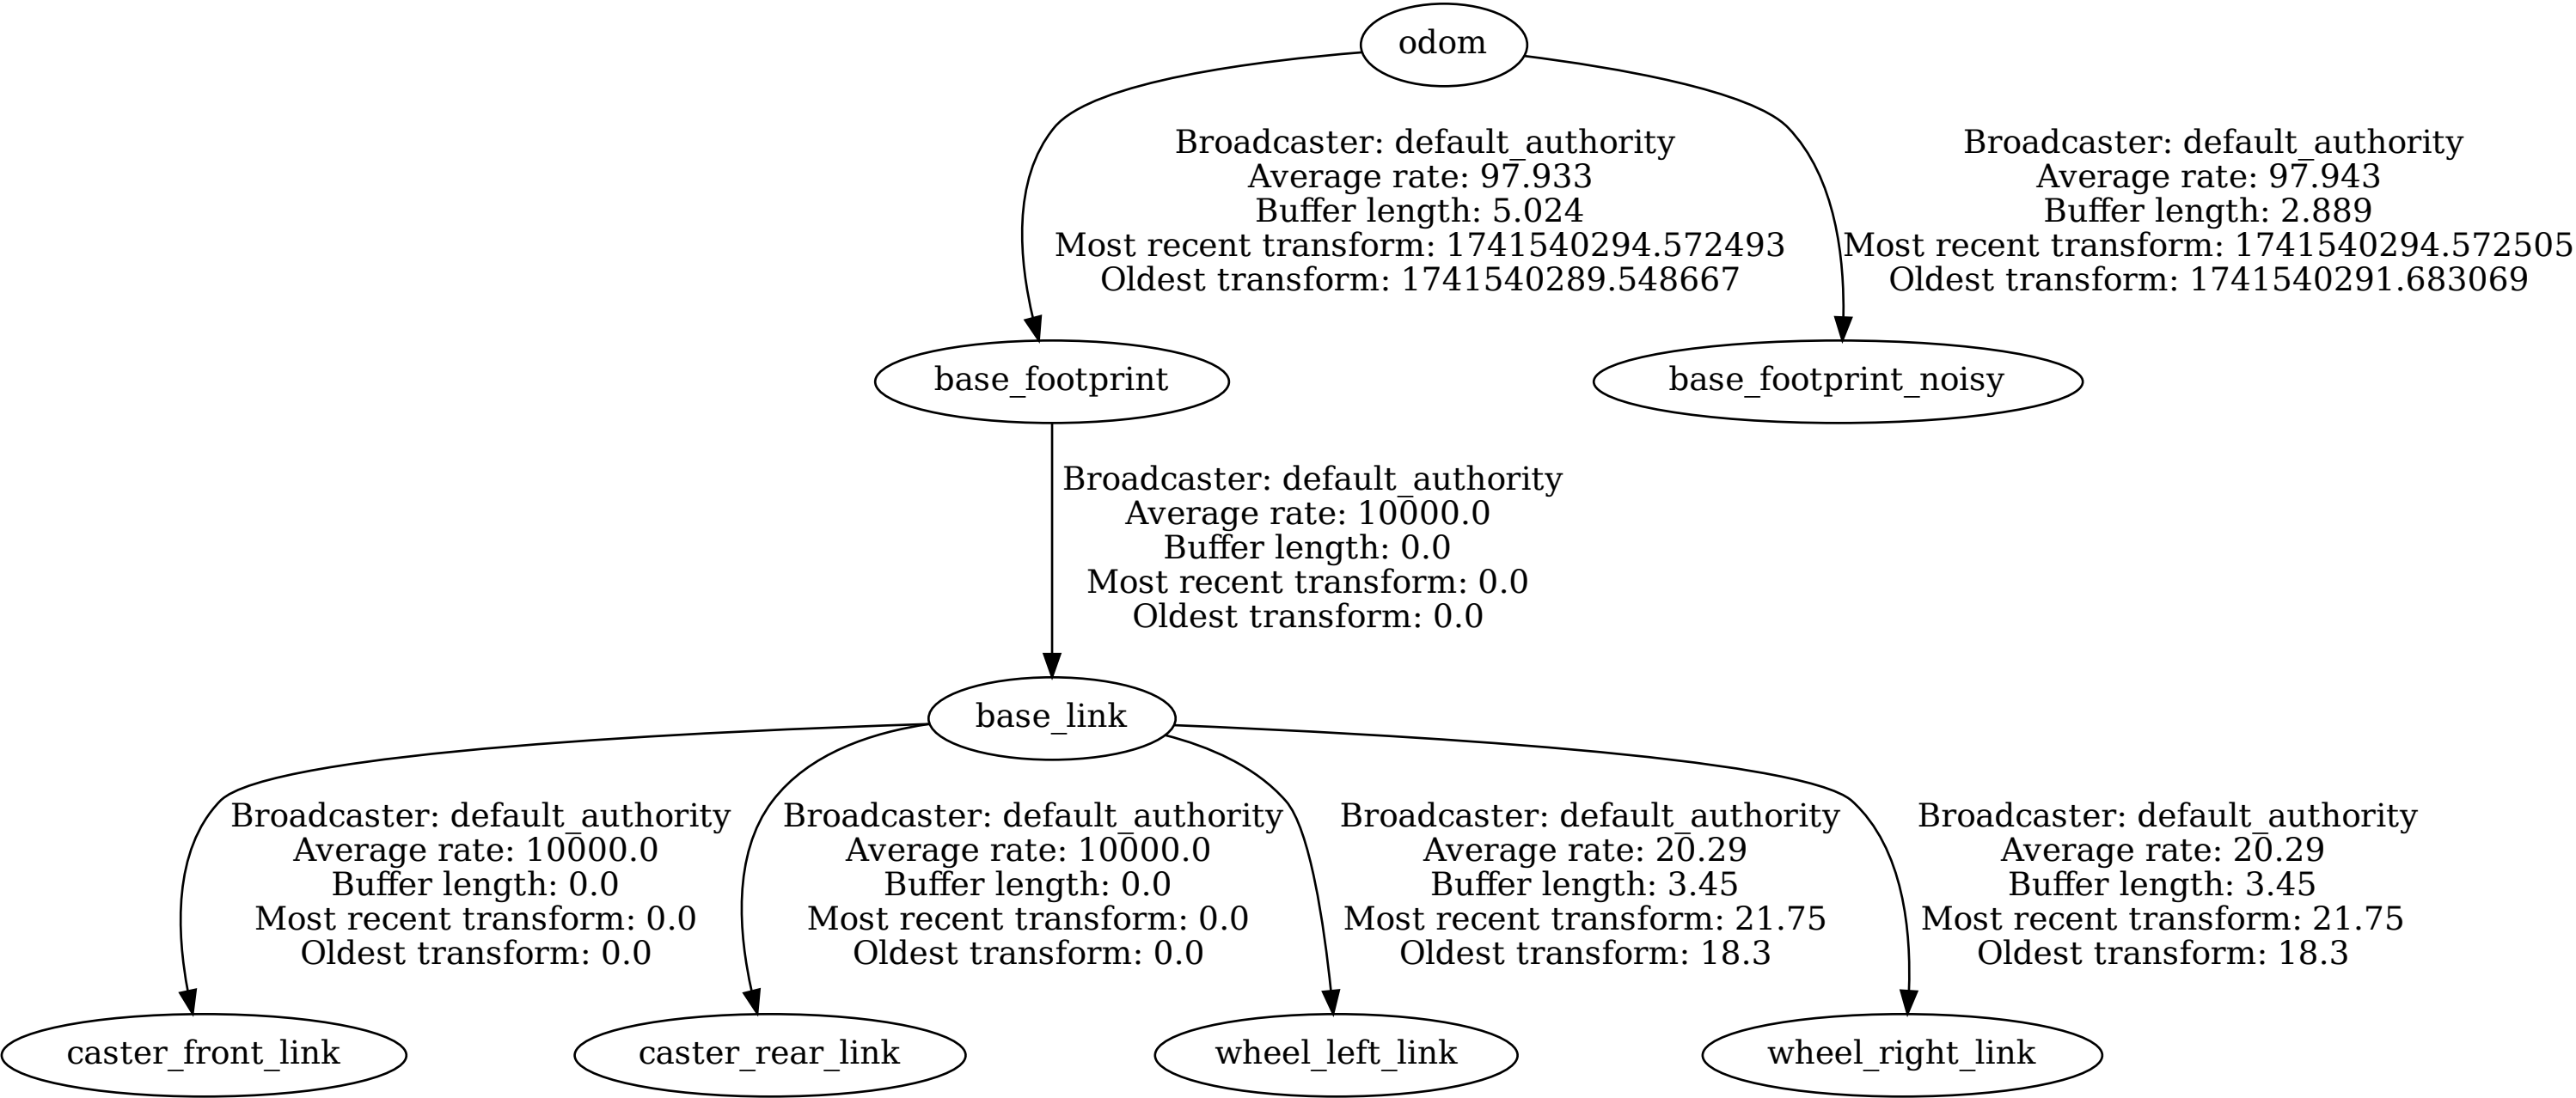 odom
Broadcaster: default_authority
Average rate: 97.933
Buffer length: 5.024
Most recent transform: 1741540294.572493
Oldest transform: 1741540289.548667
Broadcaster: default_authority
Average rate: 97.943
Buffer length: 2.889
Most recent transform: 1741540294.572505
Oldest transform: 1741540291.683069
base_footprint
base_footprint_noisy
Broadcaster: default_authority
Average rate: 10000.0
Buffer length: 0.0
Most recent transform: 0.0
Oldest transform: 0.0
base_link
Broadcaster: default_authority
Average rate: 10000.0
Buffer length: 0.0
Most recent transform: 0.0
Oldest transform: 0.0
Broadcaster: default_authority
Average rate: 10000.0
Buffer length: 0.0
Most recent transform: 0.0
Oldest transform: 0.0
Broadcaster: default_authority
Average rate: 20.29
Buffer length: 3.45
Most recent transform: 21.75
Oldest transform: 18.3
Broadcaster: default_authority
Average rate: 20.29
Buffer length: 3.45
Most recent transform: 21.75
Oldest transform: 18.3
caster_front_link
caster_rear_link
wheel_left_link
wheel_right_link